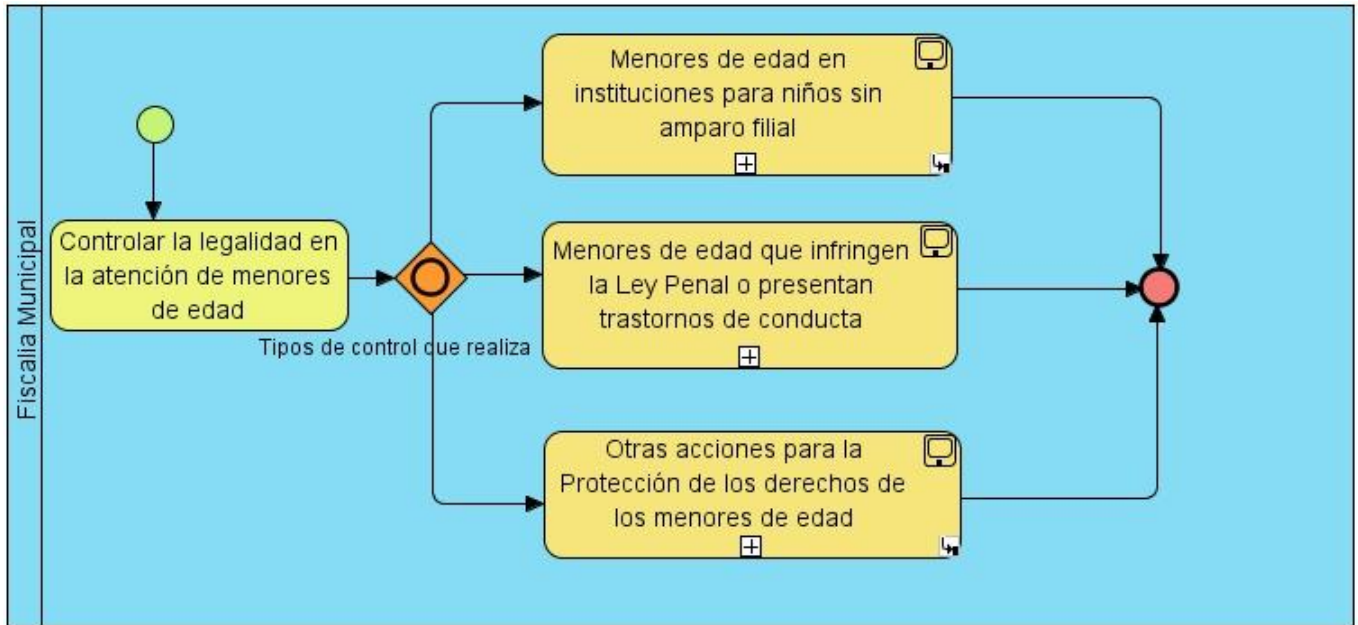 Fiscalia Municipal
Controlar la legalidad en
la atención de menores
de edad
Tipos de control que realiza
Menores de edad en
instituciones para niños sin
amparo filial
Menores de edad que infringen
la Ley Penal o presentan
trastornos de conducta
Otras acciones para la
Protección de los derechos de
los menores de edad